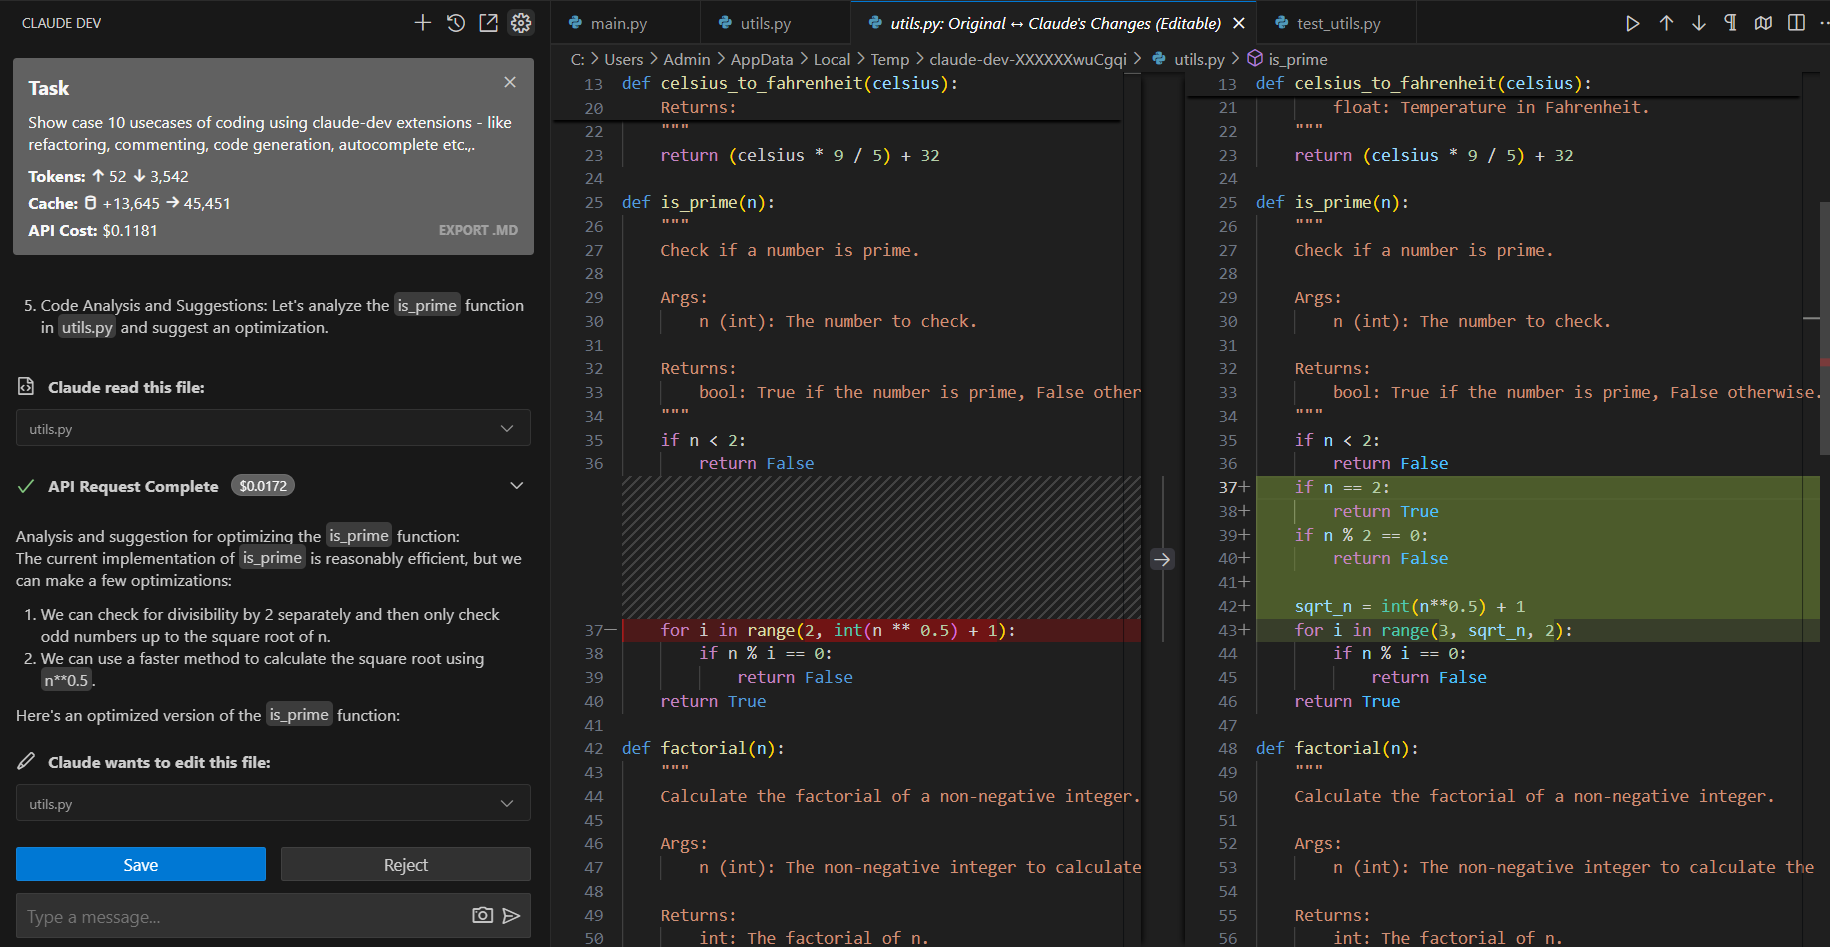 CLAUDE DEV
Task
Show case 10 usecases of coding using claude-dev extensions - like
refactoring, commenting, code generation, autocomplete etc.,.
Tokens: ↑ 52 ↓ 3,542
Cache: +13,645 → 45,451
API Cost: $0.1181
EXPORT .MD
5. Code Analysis and Suggestions: Let's analyze the is_prime function
in utils.py and suggest an optimization.
Claude read this file:
utils.py
API Request Complete $0.0172
Analysis and suggestion for optimizing the is_prime function:
The current implementation of is_prime is reasonably efficient, but we
can make a few optimizations:
1. We can check for divisibility by 2 separately and then only check
odd numbers up to the square root of n.
2. We can use a faster method to calculate the square root using
n**0.5.
Here's an optimized version of the is_prime function:
Claude wants to edit this file:
utils.py
Save
Reject
Type a message...
main.py
utils.py
utils.py: Original ↔ Claude's Changes (Editable)
test_utils.py
C: > Users > Admin > AppData > Local > Temp > claude-dev-XXXXXXwuCgqi > utils.py > is_prime
13 def celsius_to_fahrenheit(celsius):
20 Returns:
22 """
23 return (celsius * 9 / 5) + 32
24
25 def is_prime(n):
26 """
27 Check if a number is prime.
28
29 Args:
30 n (int): The number to check.
31
32 Returns:
33 bool: True if the number is prime, False other
34 """
35 if n < 2:
36 return False
37— for i in range(2, int(n ** 0.5) + 1):
38 if n % i == 0:
39 return False
40 return True
41
42 def factorial(n):
43 """
44 Calculate the factorial of a non-negative integer.
45
46 Args:
47 n (int): The non-negative integer to calculate
48
49 Returns:
50 int: The factorial of n.
13 def celsius_to_fahrenheit(celsius):
21 float: Temperature in Fahrenheit.
22 """
23 return (celsius * 9 / 5) + 32
24
25 def is_prime(n):
26 """
27 Check if a number is prime.
28
29 Args:
30 n (int): The number to check.
31
32 Returns:
33 bool: True if the number is prime, False otherwise.
34 """
35 if n < 2:
36 return False
37+ if n == 2:
38+ return True
39+ if n % 2 == 0:
40+ return False
41+
42+ sqrt_n = int(n**0.5) + 1
43+ for i in range(3, sqrt_n, 2):
44 if n % i == 0:
45 return False
46 return True
47
48 def factorial(n):
49 """
50 Calculate the factorial of a non-negative integer.
51
52 Args:
53 n (int): The non-negative integer to calculate the
54
55 Returns:
56 int: The factorial of n.